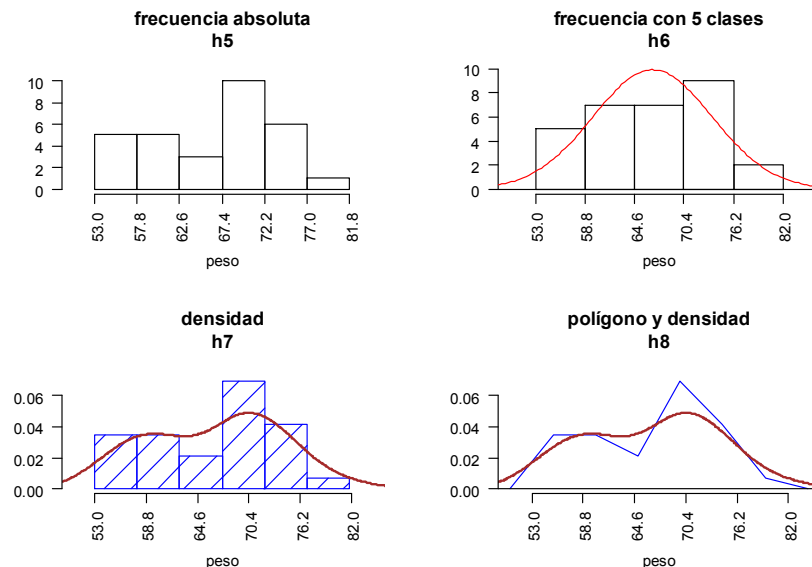 frecuencia absoluta
h5
10
8
6
4
2
0
53.0 57.8 62.6 67.4 72.2 77.0 81.8
peso
frecuencia con 5 clases
h6
10
8
6
4
2
0
53.0 58.8 64.6 70.4 76.2 82.0
peso
densidad
h7
0.06
0.04
0.02
0.00
53.0 58.8 64.6 70.4 76.2 82.0
peso
polígono y densidad
h8
0.06
0.04
0.02
0.00
53.0 58.8 64.6 70.4 76.2 82.0
peso